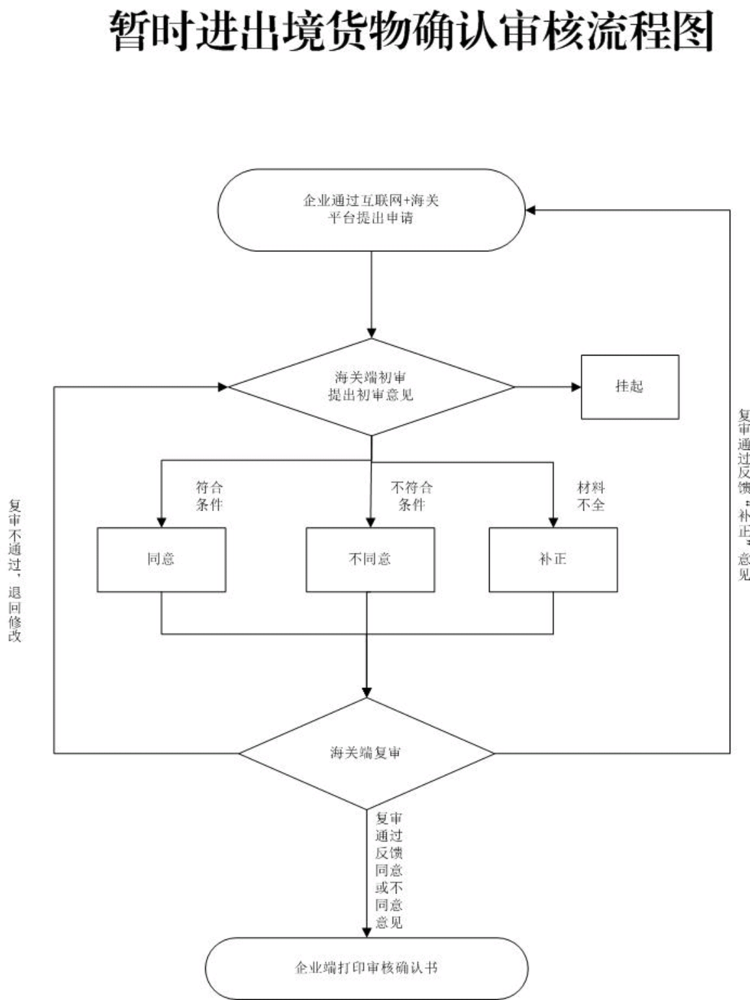 暂时进出境货物确认审核流程图
企业通过互联网+海关
平台提出申请
海关端初审
提出初审意见
挂起
符合
条件
不符合
条件
材料
不全
同意
不同意
补正
复审不通过，退回修改
复审通过反馈“补正”意见
海关端复审
复审
通过
反馈
同意
或不
同意
意见
企业端打印审核确认书